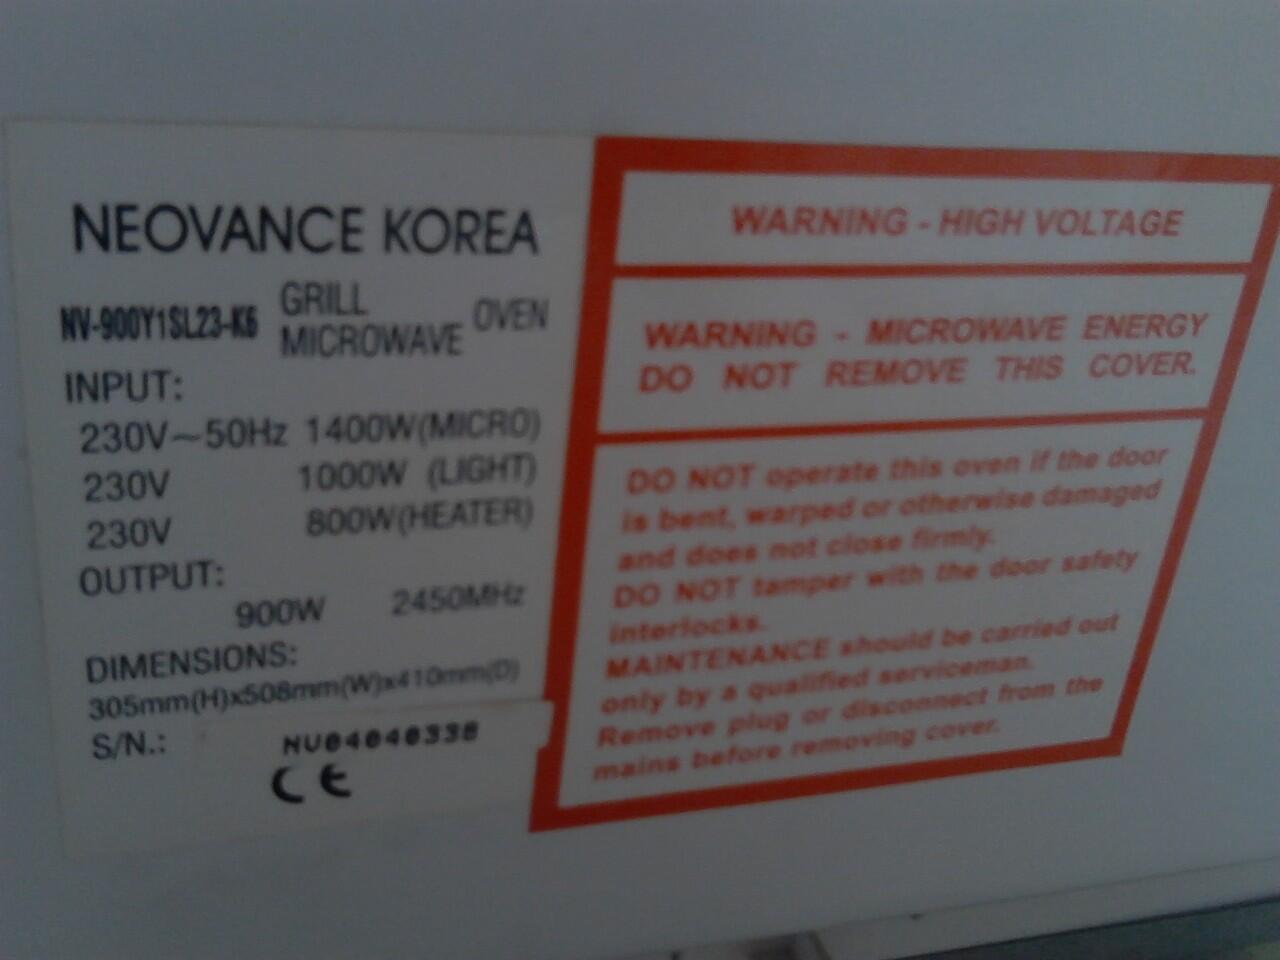 NEOVANCE KOREA
NV-900Y1SL23-K6 GRILL MICROWAVE OVEN
INPUT:
230V~50Hz 1400W(MICRO)
230V 1000W (LIGHT)
230V 800W(HEATER)
OUTPUT:
900W 2450MHz
DIMENSIONS:
305mm(H)x508mm(W)x410mm(D)
S/N.: NV04040338
CE
WARNING - HIGH VOLTAGE
WARNING - MICROWAVE ENERGY
DO NOT REMOVE THIS COVER.
DO NOT operate this oven if the door
is bent, warped or otherwise damaged
and does not close firmly.
DO NOT tamper with the door safety
interlocks.
MAINTENANCE should be carried out
only by a qualified serviceman.
Remove plug or disconnect from the
mains before removing cover.